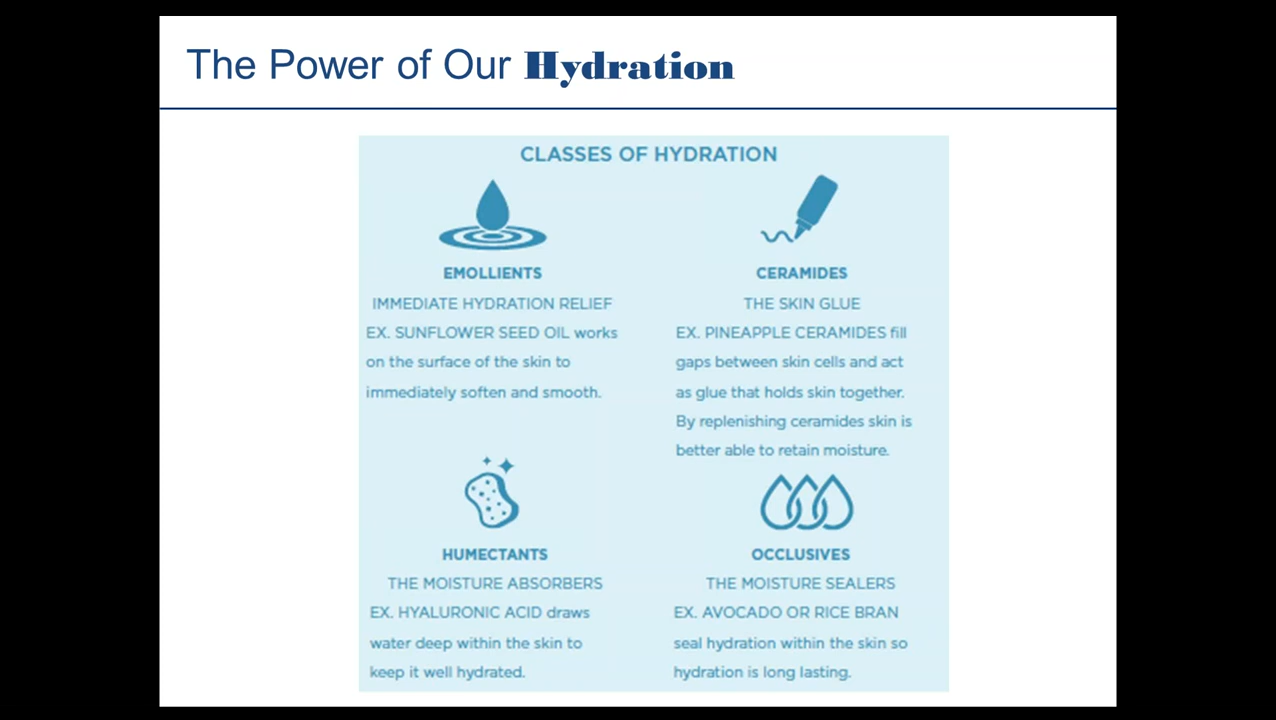 The Power of Our Hydration
CLASSES OF HYDRATION
EMOLLIENTS
IMMEDIATE HYDRATION RELIEF
EX. SUNFLOWER SEED OIL works
on the surface of the skin to
immediately soften and smooth.
CERAMIDES
THE SKIN GLUE
EX. PINEAPPLE CERAMIDES fill
gaps between skin cells and act
as glue that holds skin together.
By replenishing ceramides skin is
better able to retain moisture.
HUMECTANTS
THE MOISTURE ABSORBERS
EX. HYALURONIC ACID draws
water deep within the skin to
keep it well hydrated.
OCCLUSIVES
THE MOISTURE SEALERS
EX. AVOCADO OR RICE BRAN
seal hydration within the skin so
hydration is long lasting.